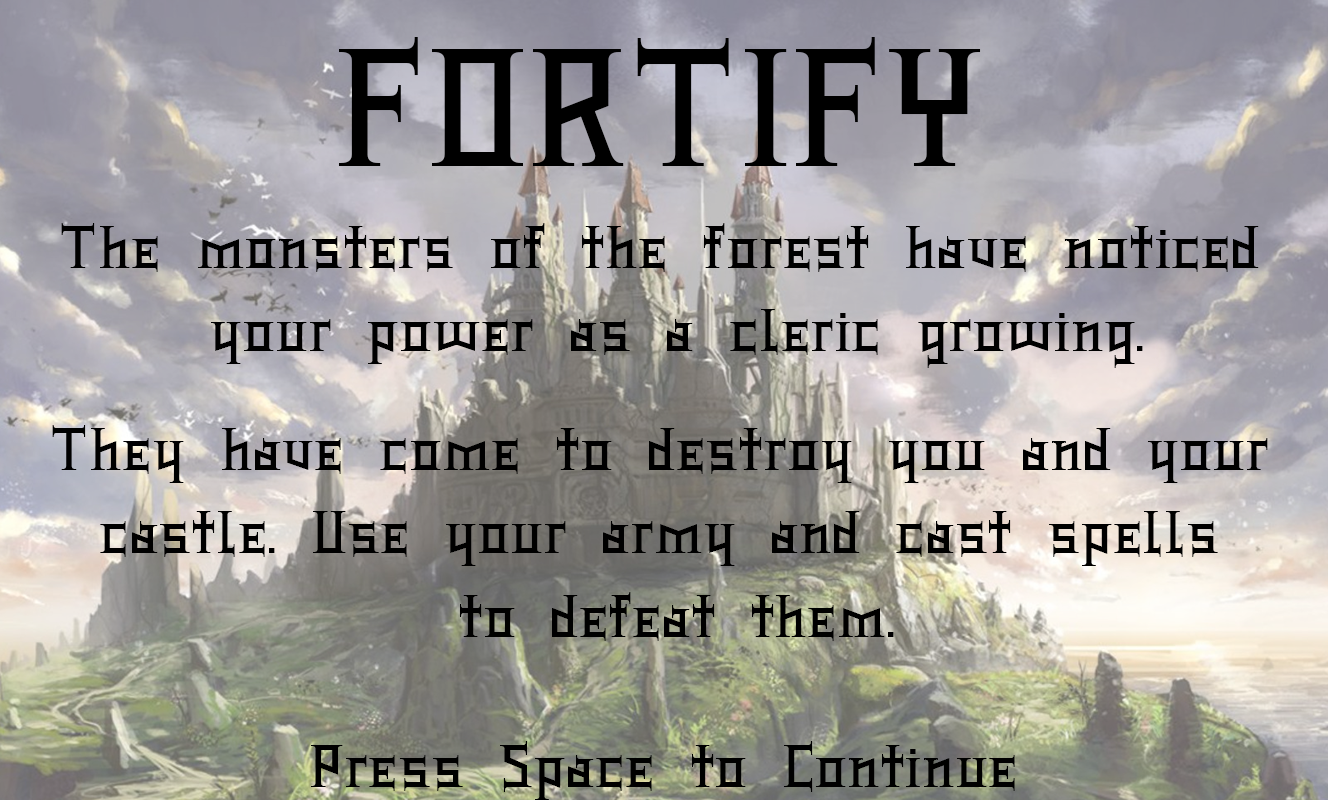 FORTIFY
The monsters of the forest have noticed
your power as a cleric growing.
They have come to destroy you and your
castle. Use your army and cast spells
to defeat them.
Press Space to Continue